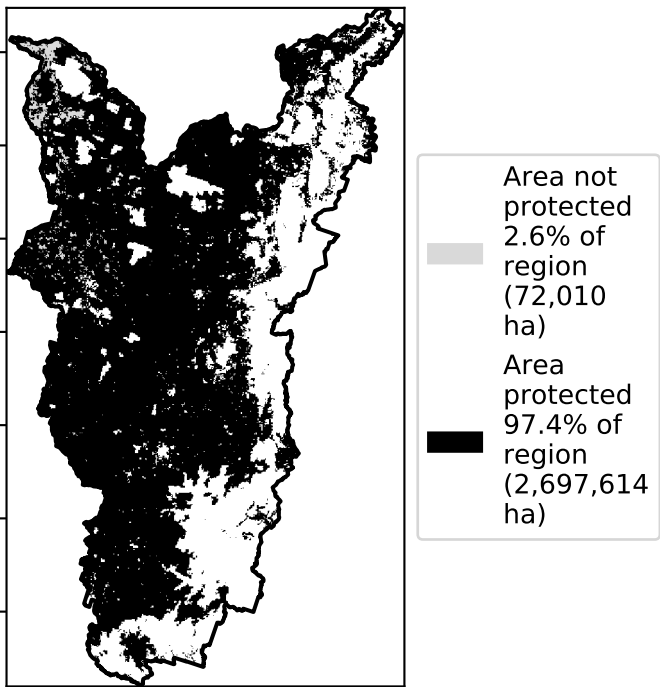 Area not
protected
2.6% of
region
(72,010
ha)
Area
protected
97.4% of
region
(2,697,614
ha)